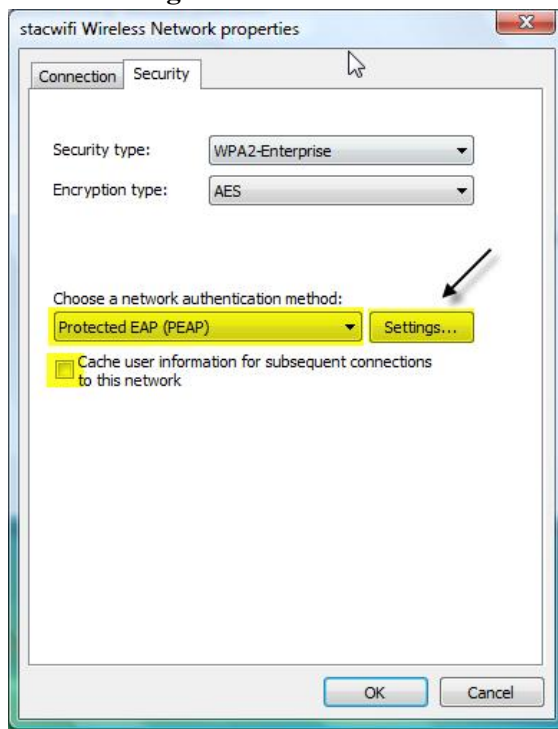 stacwifi Wireless Network properties
Connection Security
Security type: WPA2-Enterprise
Encryption type: AES
Choose a network authentication method:
Protected EAP (PEAP) Settings...
Cache user information for subsequent connections
to this network
OK Cancel